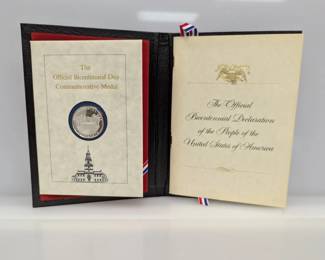 The
Official Bicentennial Day
Commemorative Medal
The Official
Bicentennial Declaration
of the People of the
United States of America